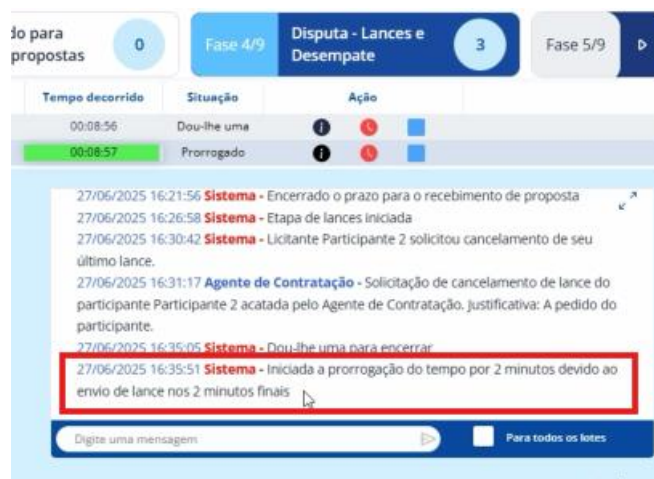 do para
propostas
0
Fase 4/9
Disputa - Lances e
Desempate
3
Fase 5/9
Tempo decorrido Situação Ação
00:08:56 Dou-lhe uma
00:08:57 Prorrogado
27/06/2025 16:21:56 Sistema - Encerrado o prazo para o recebimento de proposta
27/06/2025 16:26:58 Sistema - Etapa de lances iniciada
27/06/2025 16:30:42 Sistema - Licitante Participante 2 solicitou cancelamento de seu
último lance.
27/06/2025 16:31:17 Agente de Contratação - Solicitação de cancelamento de lance do
participante Participante 2 acatada pelo Agente de Contratação. Justificativa: A pedido do
participante.
27/06/2025 16:35:05 Sistema - Dou-lhe uma para encerrar
27/06/2025 16:35:51 Sistema - Iniciada a prorrogação do tempo por 2 minutos devido ao
envio de lance nos 2 minutos finais
Digite uma mensagem
Para todos os lotes